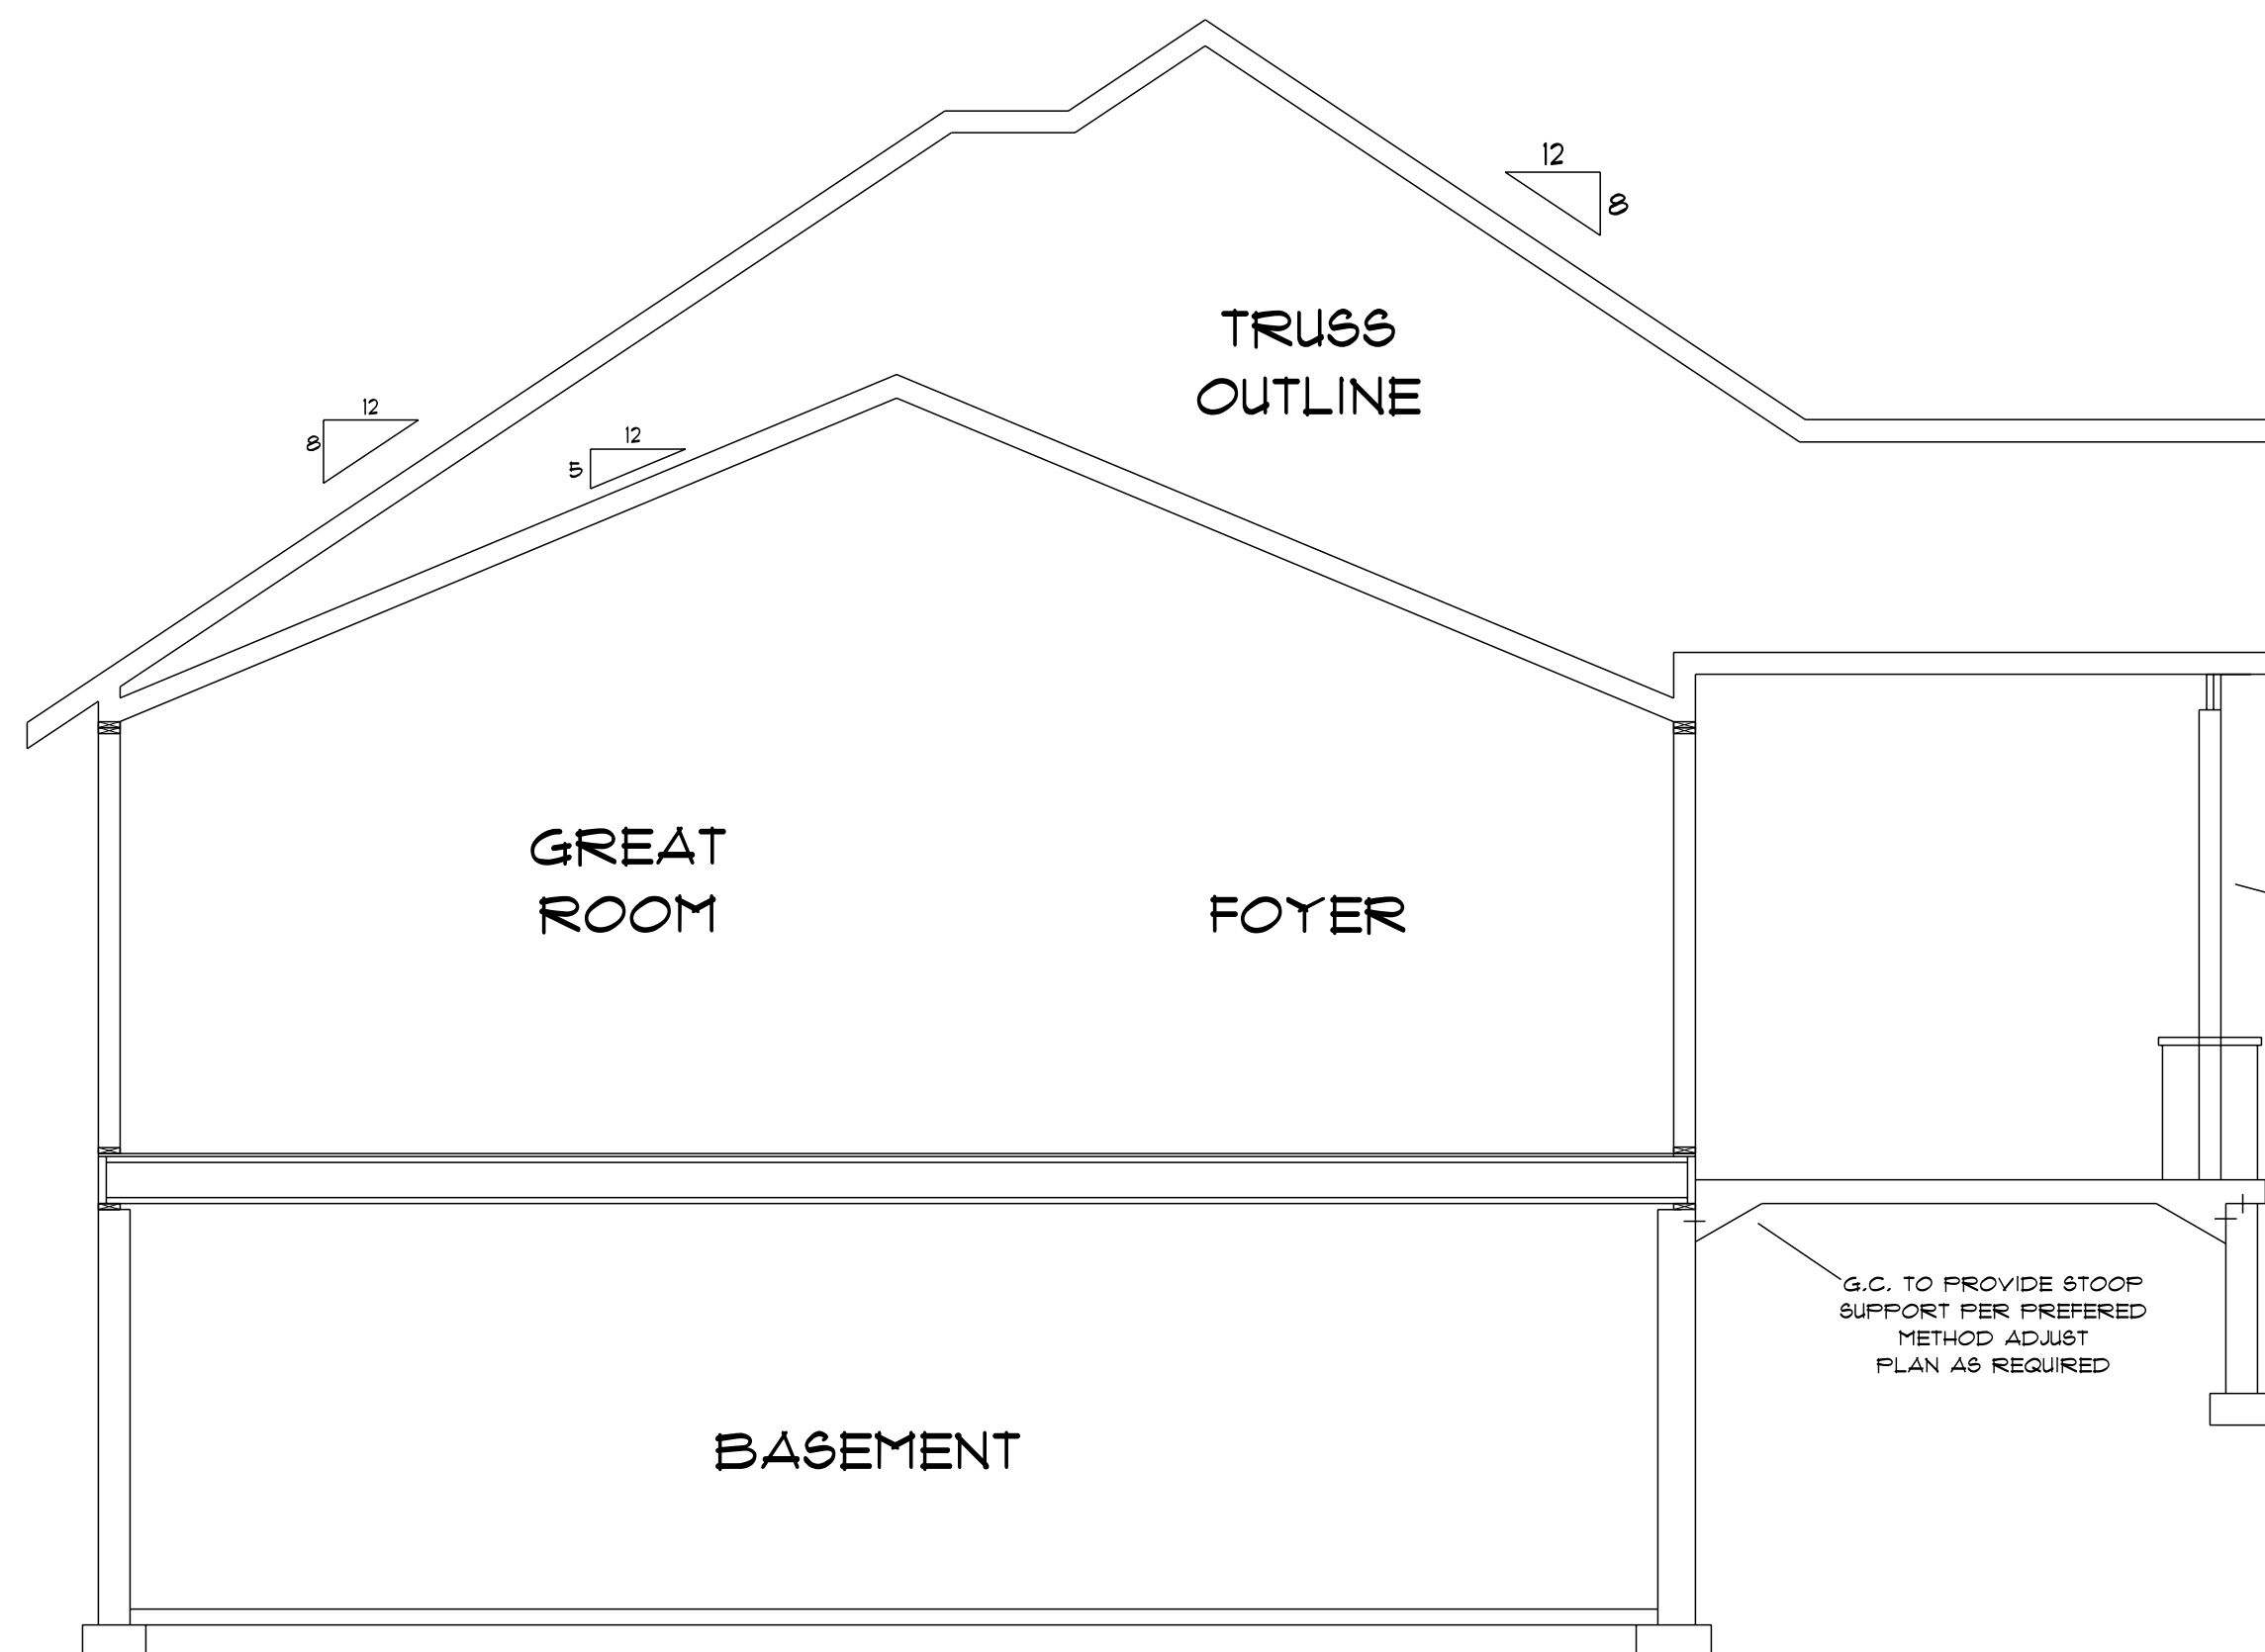 12
8
TRUSS
OUTLINE
12
8
12
5
GREAT
ROOM
FOYER
G.C. TO PROVIDE STOOP
SUPPORT PER PREFERED
METHOD ADJUST
PLAN AS REQUIRED
BASEMENT